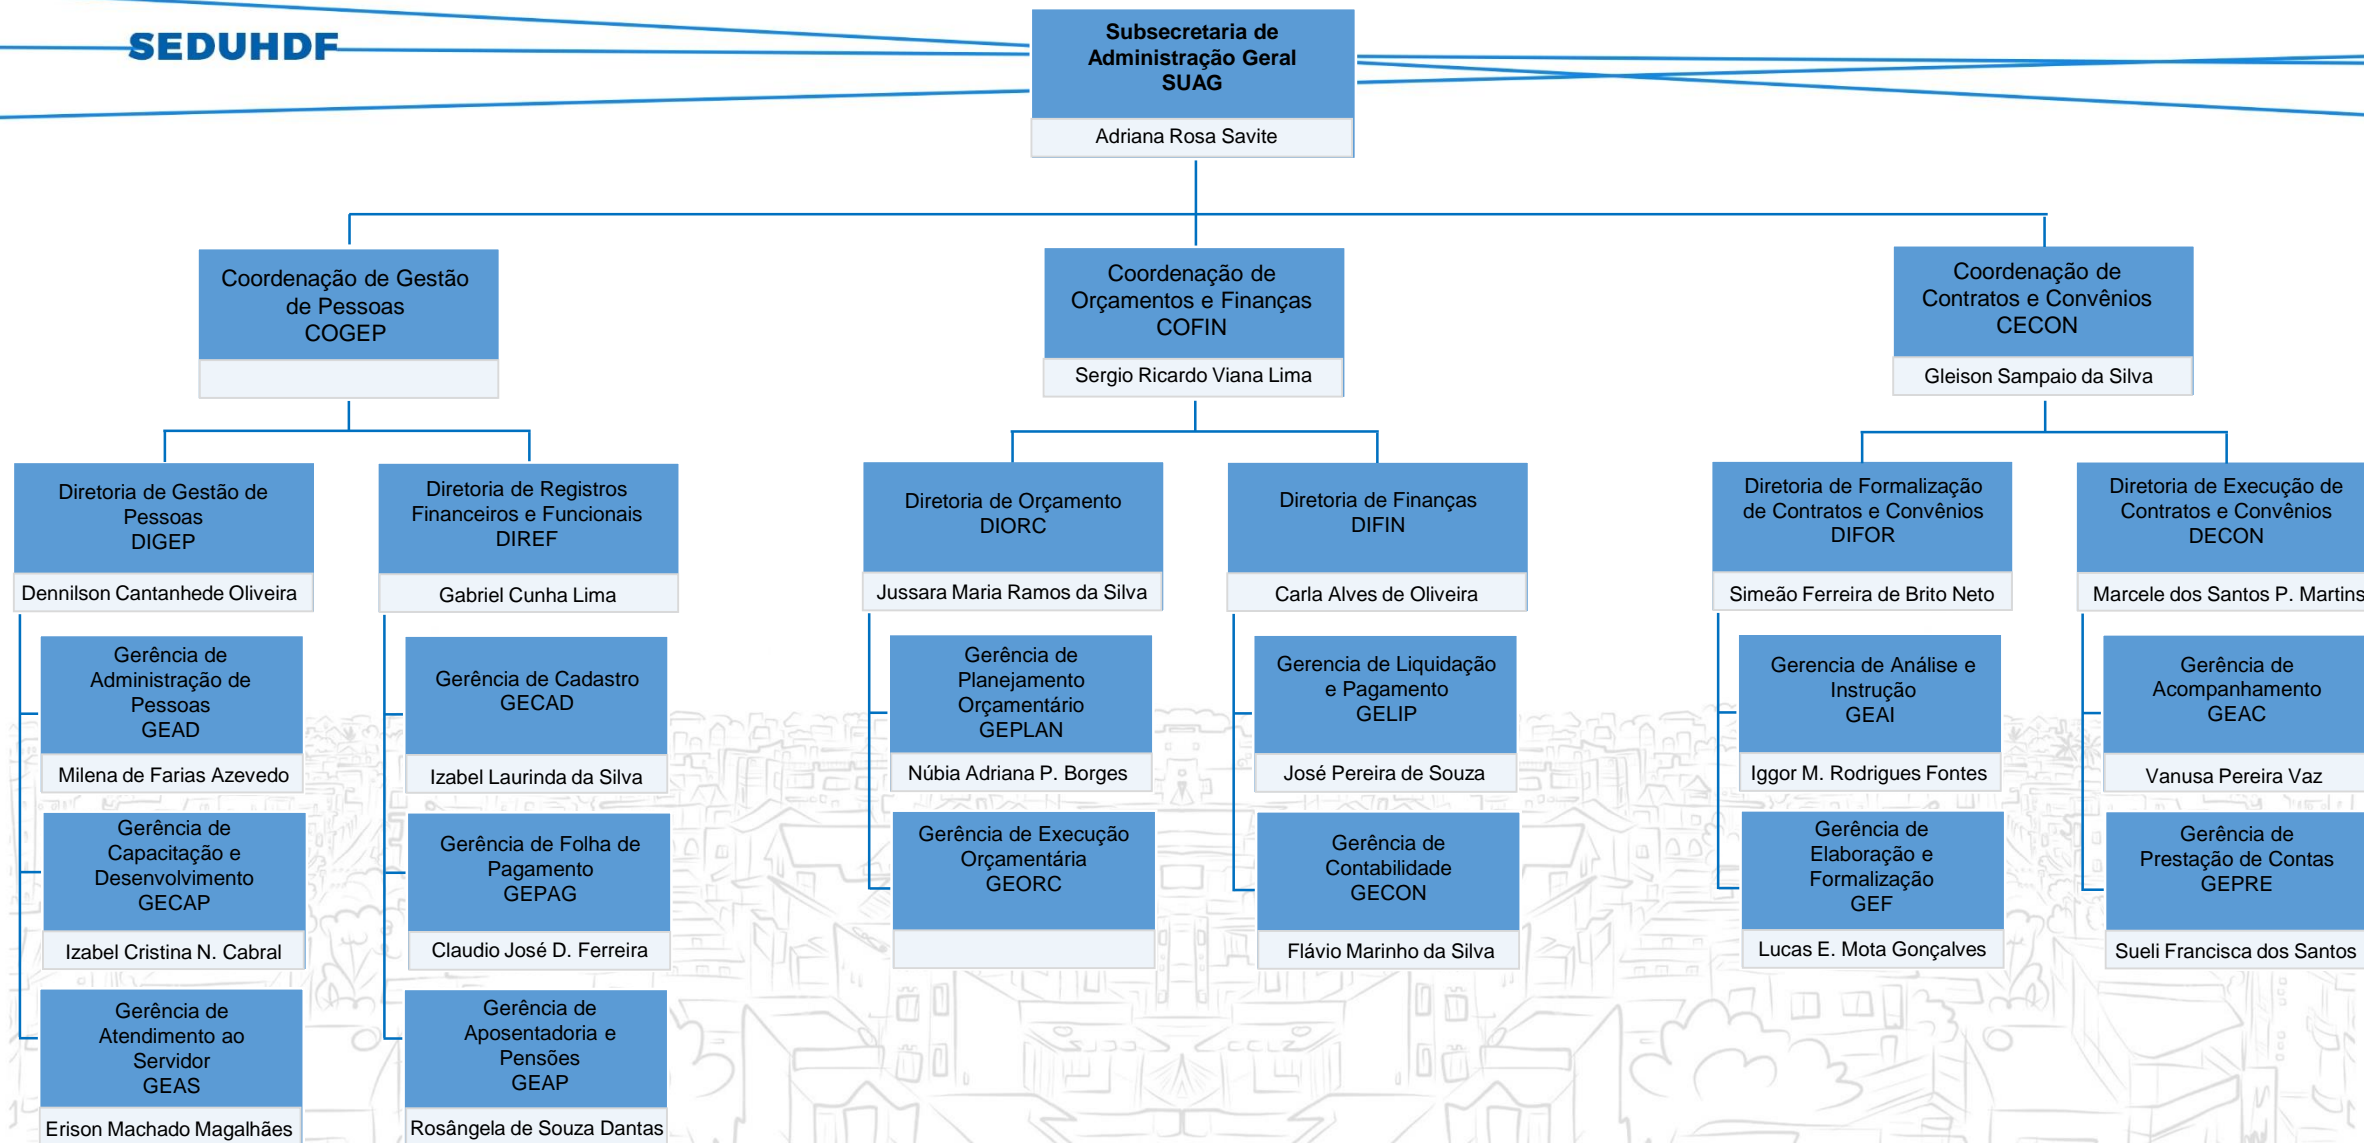 SEDUHDF
Subsecretaria de
Administração Geral
SUAG
Adriana Rosa Savite
Coordenação de Gestão
de Pessoas
COGEP
Coordenação de
Orçamentos e Finanças
COFIN
Sergio Ricardo Viana Lima
Coordenação de
Contratos e Convênios
CECON
Gleison Sampaio da Silva
Diretoria de Gestão de
Pessoas
DIGEP
Dennilson Cantanhede Oliveira
Diretoria de Registros
Financeiros e Funcionais
DIREF
Gabriel Cunha Lima
Diretoria de Orçamento
DIORC
Jussara Maria Ramos da Silva
Diretoria de Finanças
DIFIN
Carla Alves de Oliveira
Diretoria de Formalização
de Contratos e Convênios
DIFOR
Simeão Ferreira de Brito Neto
Diretoria de Execução de
Contratos e Convênios
DECON
Marcele dos Santos P. Martins
Gerência de
Administração de
Pessoas
GEAD
Milena de Farias Azevedo
Gerência de Cadastro
GECAD
Izabel Laurinda da Silva
Gerência de
Planejamento
Orçamentário
GEPLAN
Núbia Adriana P. Borges
Gerencia de Liquidação
e Pagamento
GELIP
José Pereira de Souza
Gerencia de Análise e
Instrução
GEAI
Iggor M. Rodrigues Fontes
Gerência de
Acompanhamento
GEAC
Vanusa Pereira Vaz
Gerência de
Capacitação e
Desenvolvimento
GECAP
Izabel Cristina N. Cabral
Gerência de Folha de
Pagamento
GEPAG
Claudio José D. Ferreira
Gerência de Execução
Orçamentária
GEORC
Gerência de
Contabilidade
GECON
Flávio Marinho da Silva
Gerência de
Elaboração e
Formalização
GEF
Lucas E. Mota Gonçalves
Gerência de
Prestação de Contas
GEPRE
Sueli Francisca dos Santos
Gerência de
Atendimento ao
Servidor
GEAS
Erison Machado Magalhães
Gerência de
Aposentadoria e
Pensões
GEAP
Rosângela de Souza Dantas